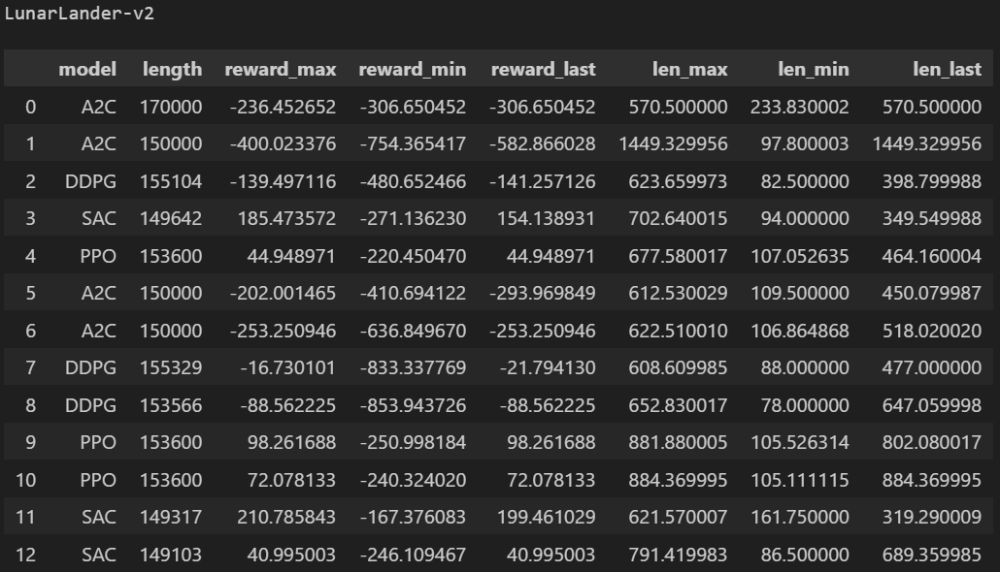 LunarLander-v2
model length reward_max reward_min reward_last len_max len_min len_last
0 A2C 170000 -236.452652 -306.650452 -306.650452 570.500000 233.830002 570.500000
1 A2C 150000 -400.023376 -754.365417 -582.866028 1449.329956 97.800003 1449.329956
2 DDPG 155104 -139.497116 -480.652466 -141.257126 623.659973 82.500000 398.799988
3 SAC 149642 185.473572 -271.136230 154.138931 702.640015 94.000000 349.549988
4 PPO 153600 44.948971 -220.450470 44.948971 677.580017 107.052635 464.160004
5 A2C 150000 -202.001465 -410.694122 -293.969849 612.530029 109.500000 450.079987
6 A2C 150000 -253.250946 -636.849670 -253.250946 622.510010 106.864868 518.020020
7 DDPG 155329 -16.730101 -833.337769 -21.794130 608.609985 88.000000 477.000000
8 DDPG 153566 -88.562225 -853.943726 -88.562225 652.830017 78.000000 647.059998
9 PPO 153600 98.261688 -250.998184 98.261688 881.880005 105.526314 802.080017
10 PPO 153600 72.078133 -240.324020 72.078133 884.369995 105.111115 884.369995
11 SAC 149317 210.785843 -167.376083 199.461029 621.570007 161.750000 319.290009
12 SAC 149103 40.995003 -246.109467 40.995003 791.419983 86.500000 689.359985